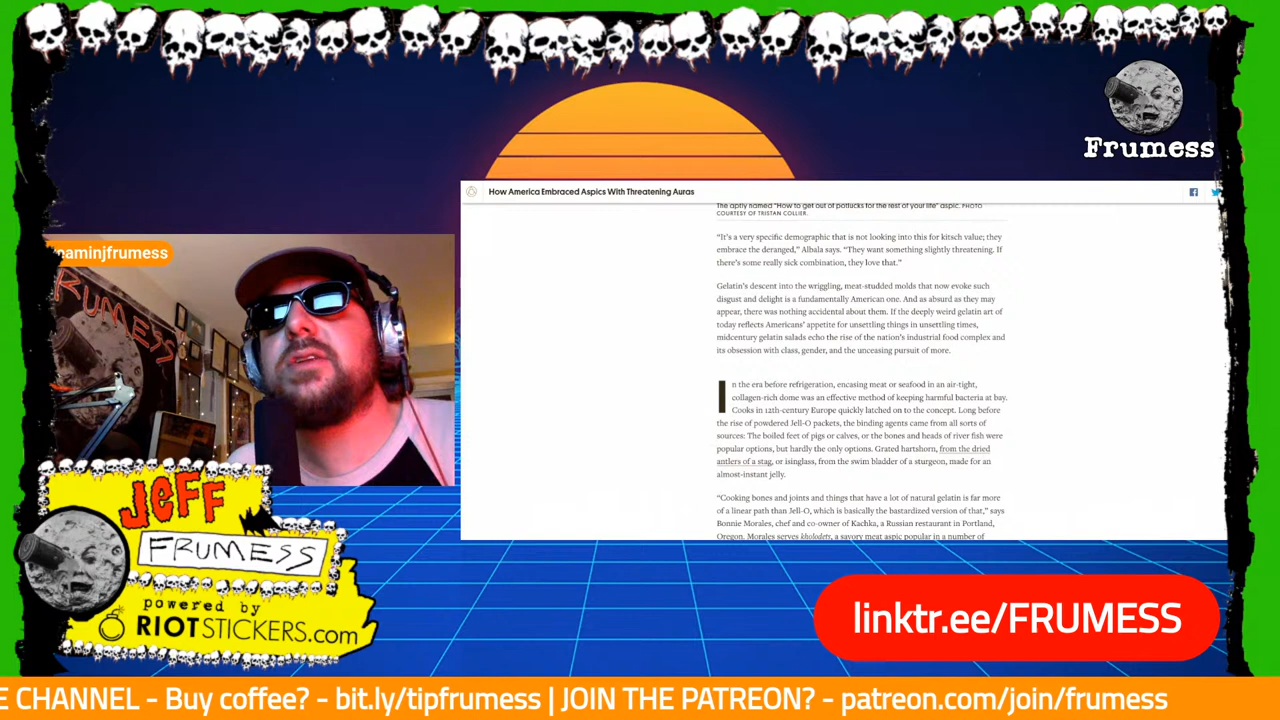 Frumess
How America Embraced Aspics With Threatening Auras
The aptly named "How to get out of potlucks for the rest of your life" aspic. PHOTO
COURTESY OF TRISTAN COLLIER.
“It’s a very specific demographic that is not looking into this for kitsch value; they
embrace the deranged,” Albala says. “They want something slightly threatening. If
there’s some really sick combination, they love that.”
Gelatin’s descent into the wriggling, meat-studded molds that now evoke such
disgust and delight is a fundamentally American one. And as absurd as they may
appear, there was nothing accidental about them. If the deeply weird gelatin art of
today reflects Americans’ appetite for unsettling things in unsettling times,
midcentury gelatin salads echo the rise of the nation’s industrial food complex and
its obsession with class, gender, and the unceasing pursuit of more.
In the era before refrigeration, encasing meat or seafood in an air-tight,
collagen-rich dome was an effective method of keeping harmful bacteria at bay.
Cooks in 12th-century Europe quickly latched on to the concept. Long before
the rise of powdered Jell-O packets, the binding agents came from all sorts of
sources: The boiled feet of pigs or calves, or the bones and heads of river fish were
popular options, but hardly the only options. Grated hartshorn, from the dried
antlers of a stag, or isinglass, from the swim bladder of a sturgeon, made for an
almost-instant jelly.
“Cooking bones and joints and things that have a lot of natural gelatin is far more
of a linear path than Jell-O, which is basically the bastardized version of that,” says
Bonnie Morales, chef and co-owner of Kachka, a Russian restaurant in Portland,
Oregon. Morales serves kholodets, a savory meat aspic popular in a number of
eaminjfrumess
FRUMESS
JEFF
FRUMESS
powered by
RIOTSTICKERS.com
linktr.ee/FRUMESS
E CHANNEL - Buy coffee? - bit.ly/tipfrumess | JOIN THE PATREON? - patreon.com/join/frumess